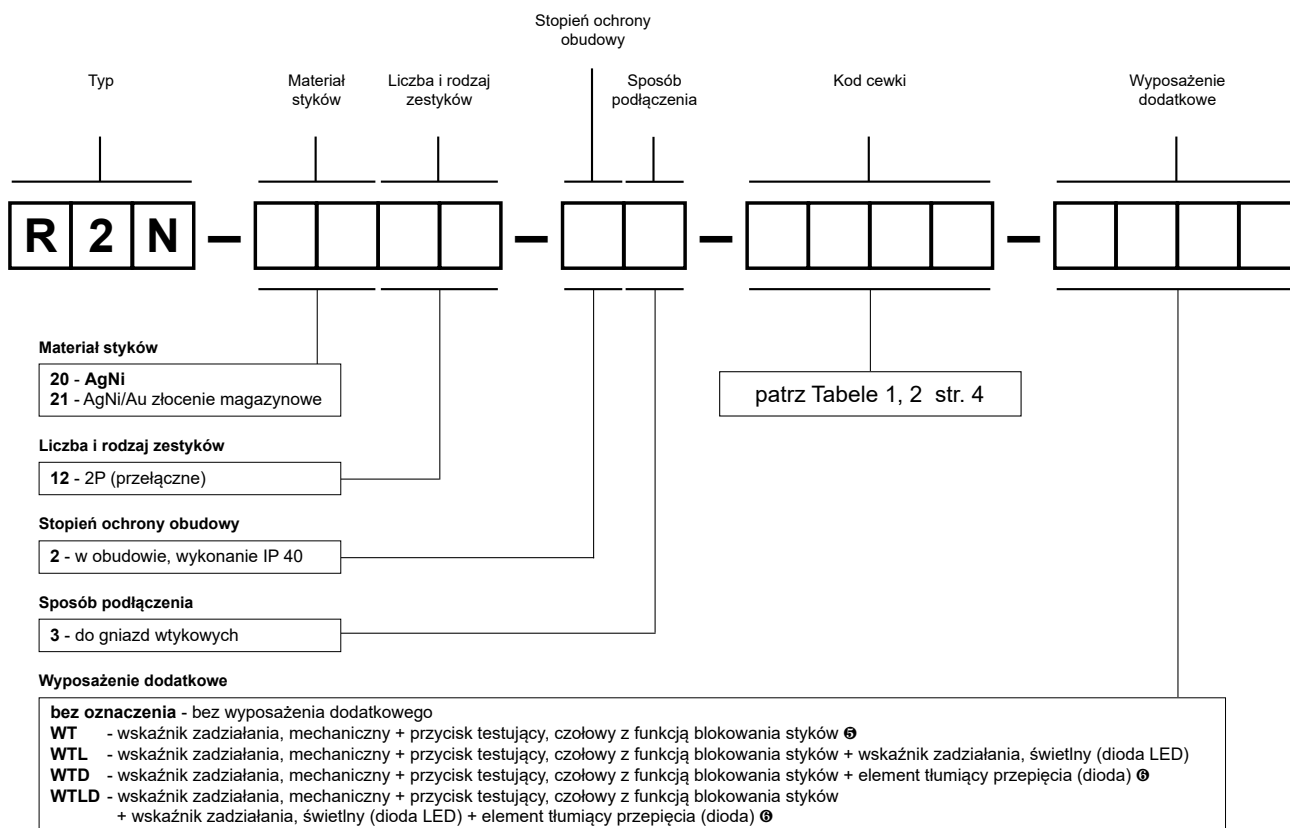 Stopień ochrony
obudowy
Typ
Materiał
styków
Liczba i rodzaj
zestyków
Sposób
podłączenia
Kod cewki
Wyposażenie
dodatkowe
R 2 N – – – –
Materiał styków
20 - AgNi
21 - AgNi/Au złocenie magazynowe
patrz Tabele 1, 2 str. 4
Liczba i rodzaj zestyków
12 - 2P (przełączne)
Stopień ochrony obudowy
2 - w obudowie, wykonanie IP 40
Sposób podłączenia
3 - do gniazd wtykowych
Wyposażenie dodatkowe
bez oznaczenia - bez wyposażenia dodatkowego
WT - wskaźnik zadziałania, mechaniczny + przycisk testujący, czołowy z funkcją blokowania styków ❺
WTL - wskaźnik zadziałania, mechaniczny + przycisk testujący, czołowy z funkcją blokowania styków + wskaźnik zadziałania, świetlny (dioda LED)
WTD - wskaźnik zadziałania, mechaniczny + przycisk testujący, czołowy z funkcją blokowania styków + element tłumiący przepięcia (dioda) ❻
WTLD - wskaźnik zadziałania, mechaniczny + przycisk testujący, czołowy z funkcją blokowania styków
+ wskaźnik zadziałania, świetlny (dioda LED) + element tłumiący przepięcia (dioda) ❻